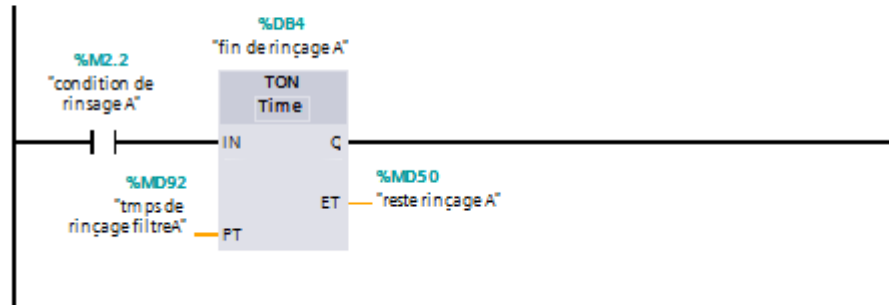 %DB4
"fin de rinçage A"
%M2.2
"condition de
rinsage A"
TON
Time
IN
Q
%MD92
"tmps de
rinçage filtreA"
PT
%MD50
ET
"reste rinçage A"